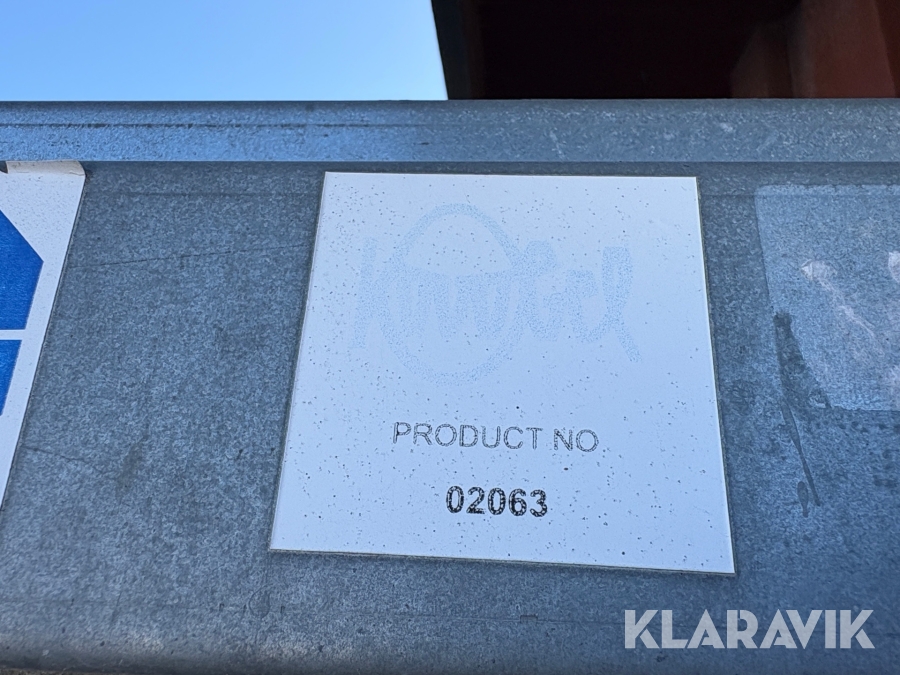 PRODUCT NO
02063
KLARAVIK